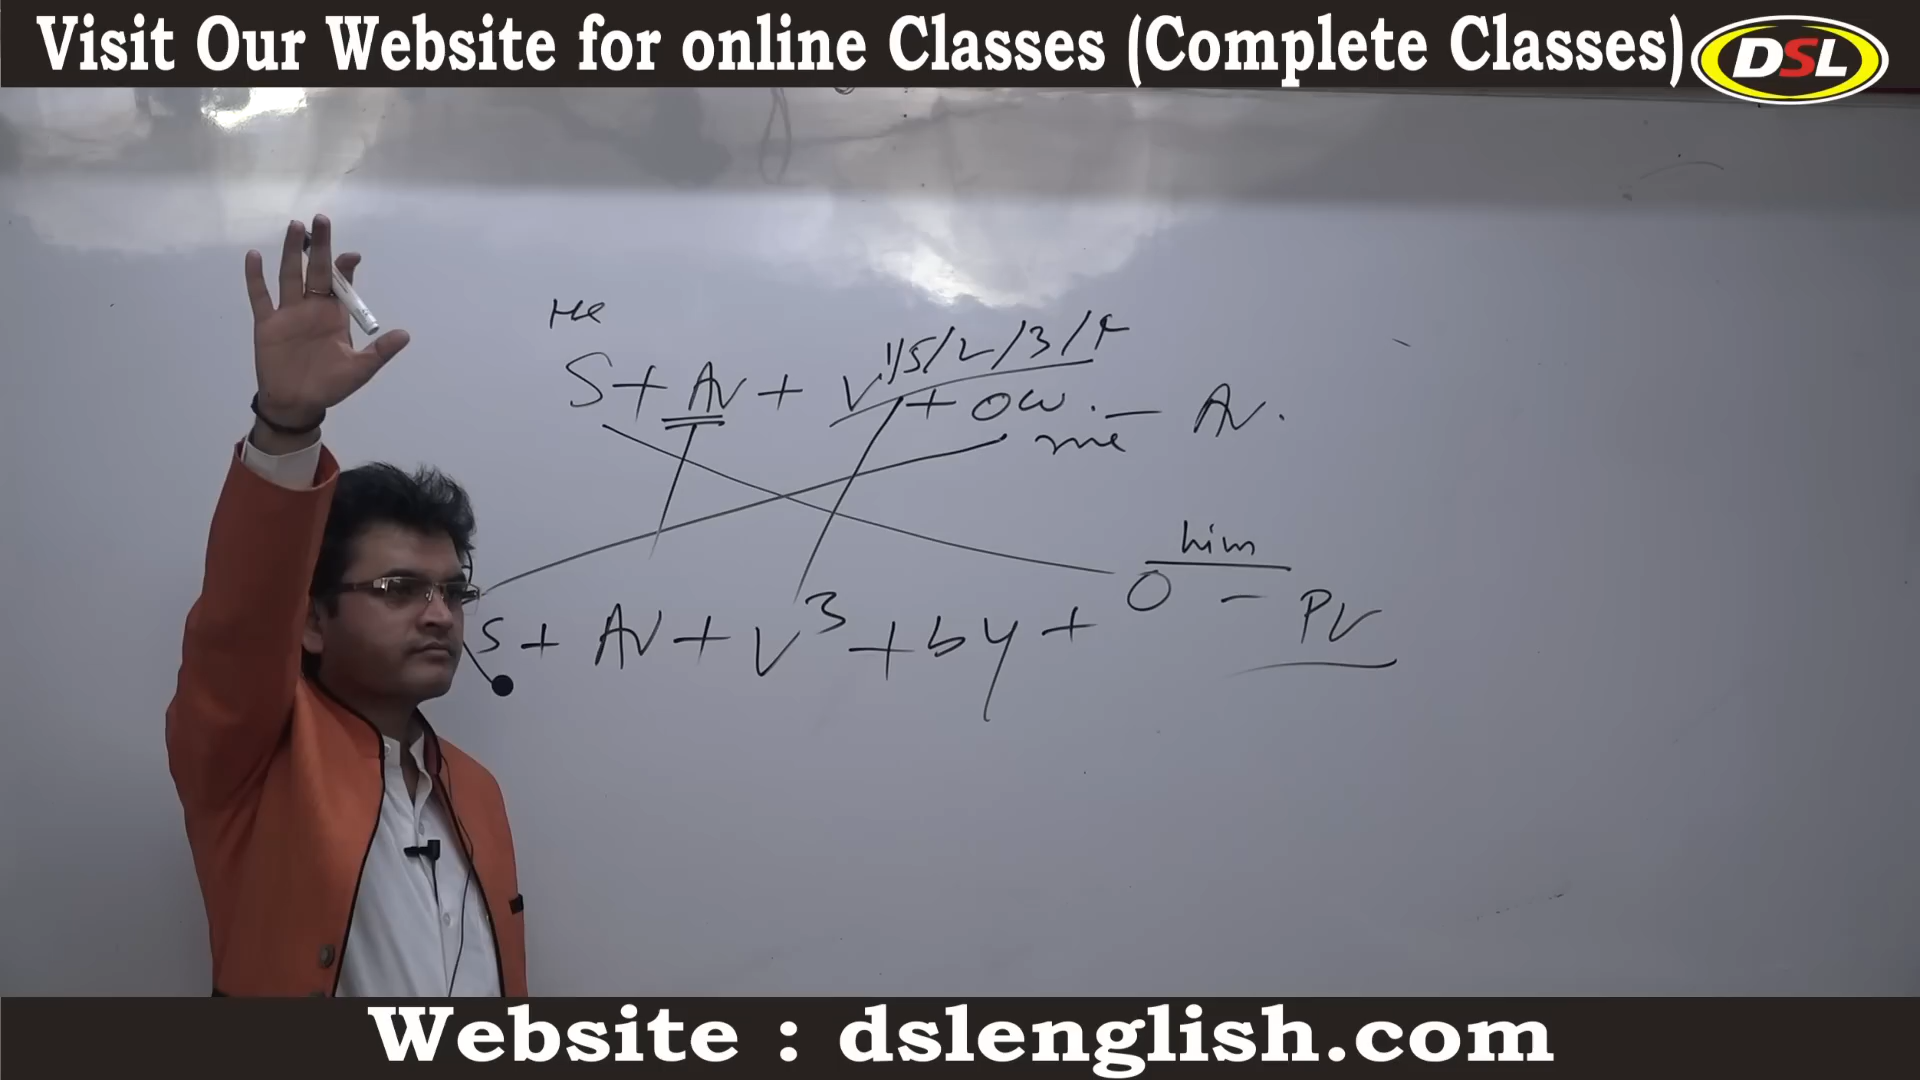 Visit Our Website for online Classes (Complete Classes) DSL
He
S + AV + V 1/5/2/3/4 + OW. — AV.
me
him
S + AV + V3 + by + O — PV
Website : dslenglish.com